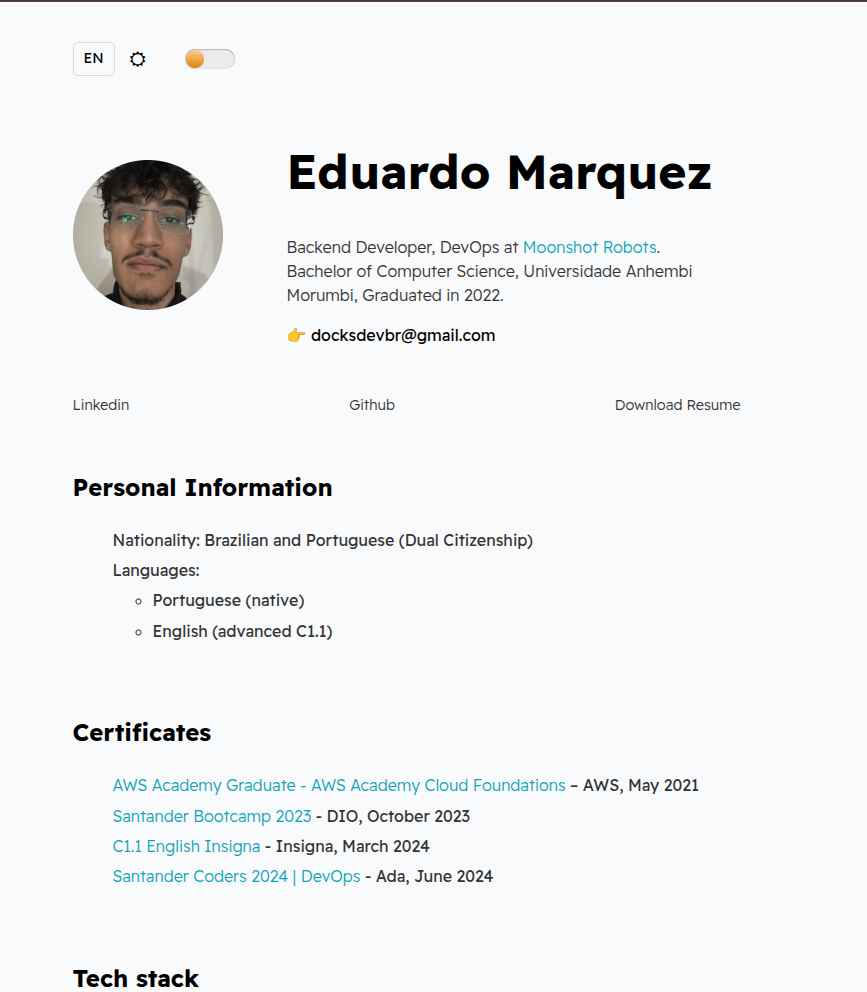 EN
Eduardo Marquez
Backend Developer, DevOps at Moonshot Robots.
Bachelor of Computer Science, Universidade Anhembi
Morumbi, Graduated in 2022.
👉 docksdevbr@gmail.com
Linkedin
Github
Download Resume
Personal Information
Nationality: Brazilian and Portuguese (Dual Citizenship)
Languages:
Portuguese (native)
English (advanced C1.1)
Certificates
AWS Academy Graduate - AWS Academy Cloud Foundations – AWS, May 2021
Santander Bootcamp 2023 - DIO, October 2023
C1.1 English Insigna - Insigna, March 2024
Santander Coders 2024 | DevOps - Ada, June 2024
Tech stack